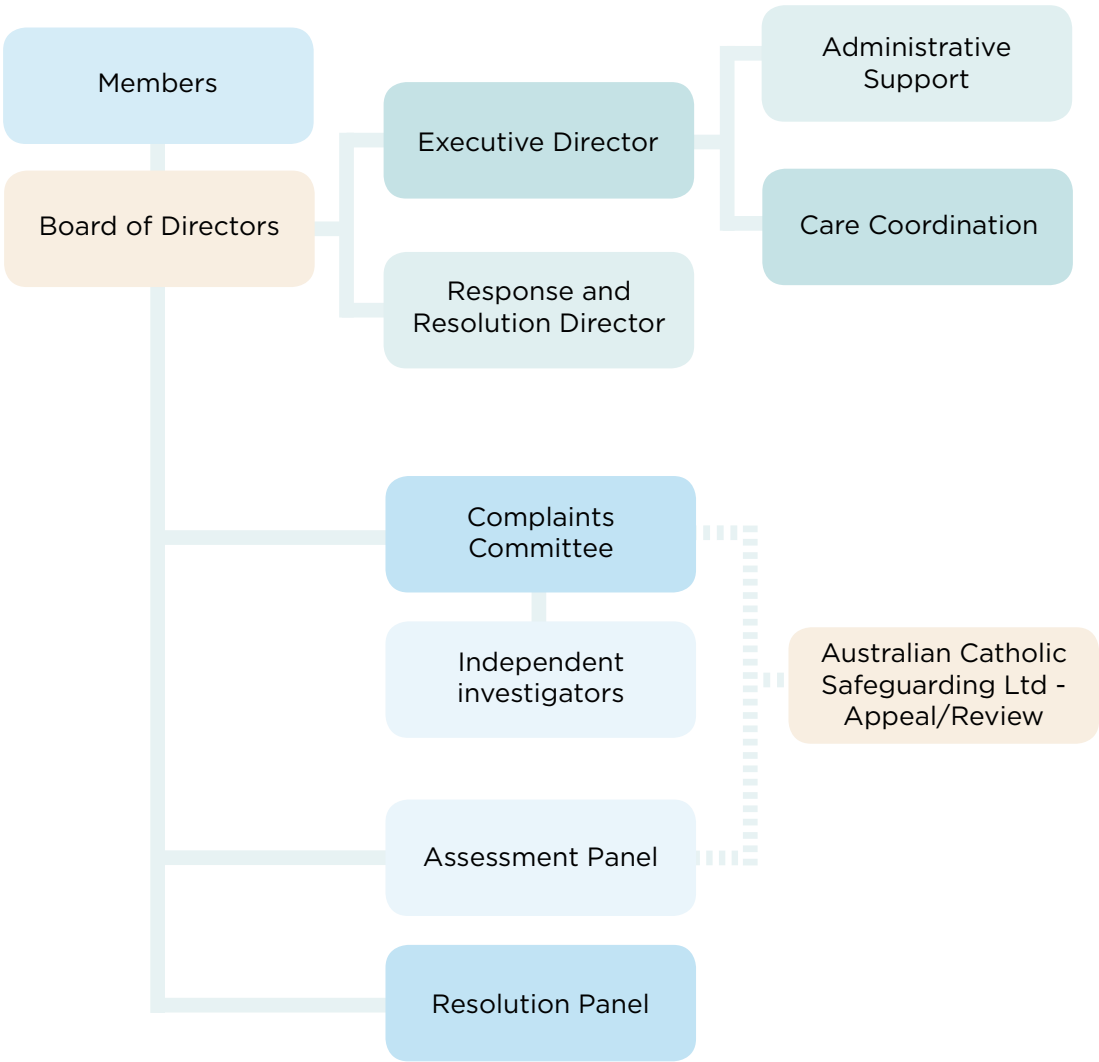 Members
Board of Directors
Executive Director
Response and
Resolution Director
Administrative
Support
Care Coordination
Complaints
Committee
Independent
investigators
Assessment Panel
Resolution Panel
Australian Catholic
Safeguarding Ltd -
Appeal/Review